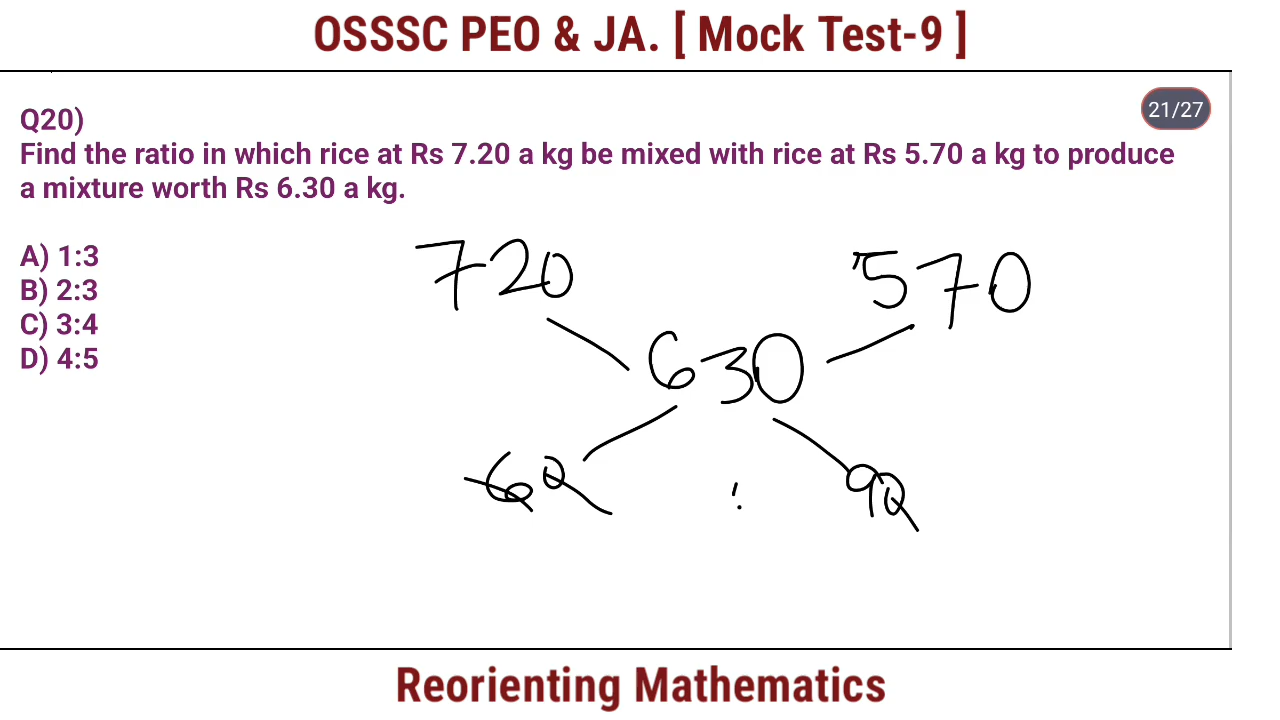 OSSSC PEO & JA. [ Mock Test-9 ]
21/27
Q20)
Find the ratio in which rice at Rs 7.20 a kg be mixed with rice at Rs 5.70 a kg to produce
a mixture worth Rs 6.30 a kg.
A) 1:3
B) 2:3
C) 3:4
D) 4:5
720 570
630
60 : 90
Reorienting Mathematics